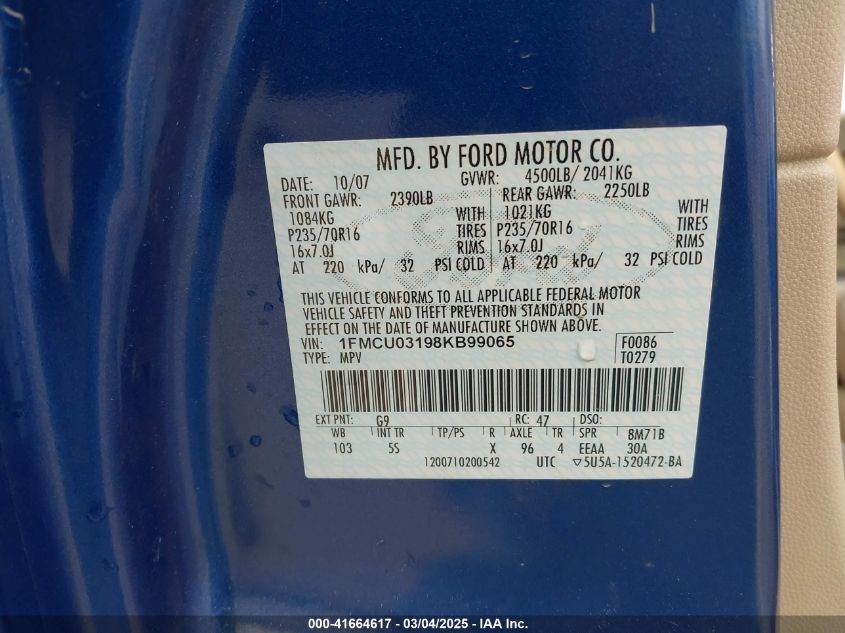 MFD. BY FORD MOTOR CO.
DATE: 10/07 GVWR: 4500LB/ 2041KG
FRONT GAWR: 2390LB REAR GAWR: 2250LB
1084KG WITH 1021KG WITH
P235/70R16 TIRES P235/70R16 TIRES
16x7.0J RIMS 16x7.0J RIMS
AT 220 kPa/ 32 PSI COLD AT 220 kPa/ 32 PSI COLD
THIS VEHICLE CONFORMS TO ALL APPLICABLE FEDERAL MOTOR
VEHICLE SAFETY AND THEFT PREVENTION STANDARDS IN
EFFECT ON THE DATE OF MANUFACTURE SHOWN ABOVE.
VIN: 1FMCU03198KB99065 F0086
TYPE: MPV T0279
EXT PNT: G9 RC: 47 DSO:
WB INT TR TP/PS R AXLE TR SPR BM71B
103 5S X 96 4 EEAA 30A
1200710200542 UTC ▽5U5A-1520472-BA
000-41664617 - 03/04/2025 - IAA